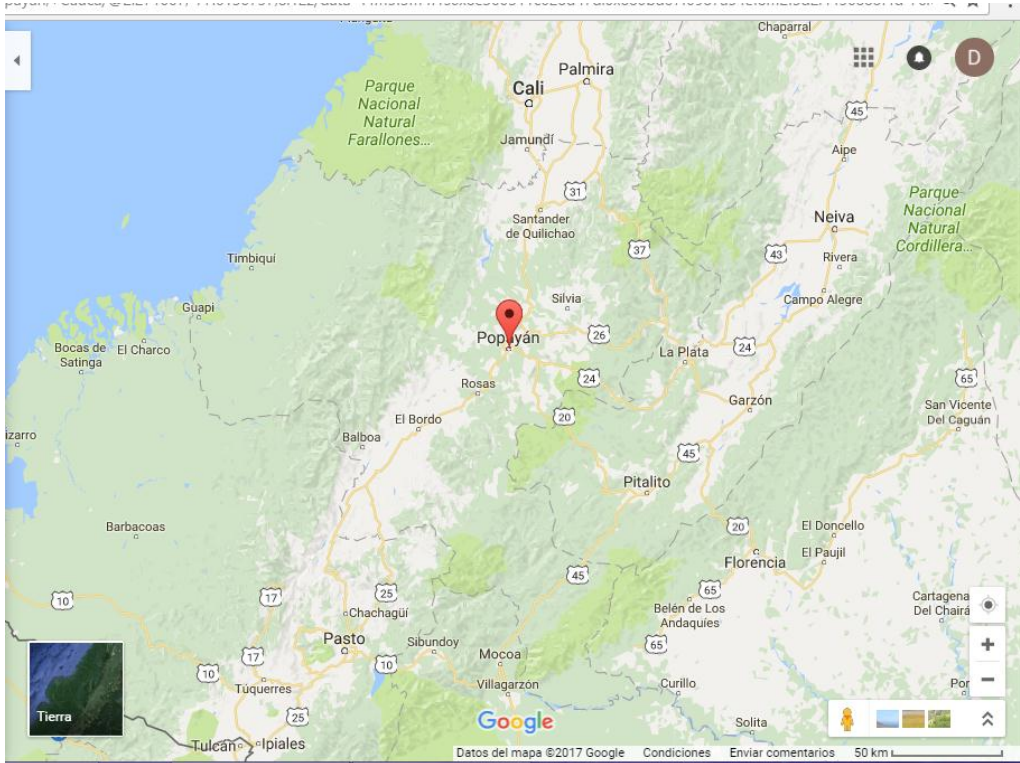 Chaparral
D
Palmira
Cali
Parque
Nacional
Natural
Farallones...
45
Jamundí
Aipe
31
Parque
Nacional
Natural
Cordillera...
Santander
de Quilichao
Neiva
37
43
Rivera
Timbiquí
Silvia
Campo Alegre
Guapi
26
Popayán
Bocas de
Satinga
El Charco
La Plata
24
Rosas
24
65
Garzón
San Vicente
Del Caguán
El Bordo
20
izarro
Balboa
45
Pitalito
Barbacoas
20
El Doncello
El Paujil
Florencia
45
65
10
17
25
Cartagena
Del Chairá
Chachagüí
Belén de Los
Andaquíes
Pasto
Sibundoy
65
Mocoa
17
10
10
Túquerres
Villagarzón
Curillo
Por
Tierra
25
Google
Solita
Tulcán
Ipiales
Datos del mapa ©2017 Google Condiciones Enviar comentarios 50 km